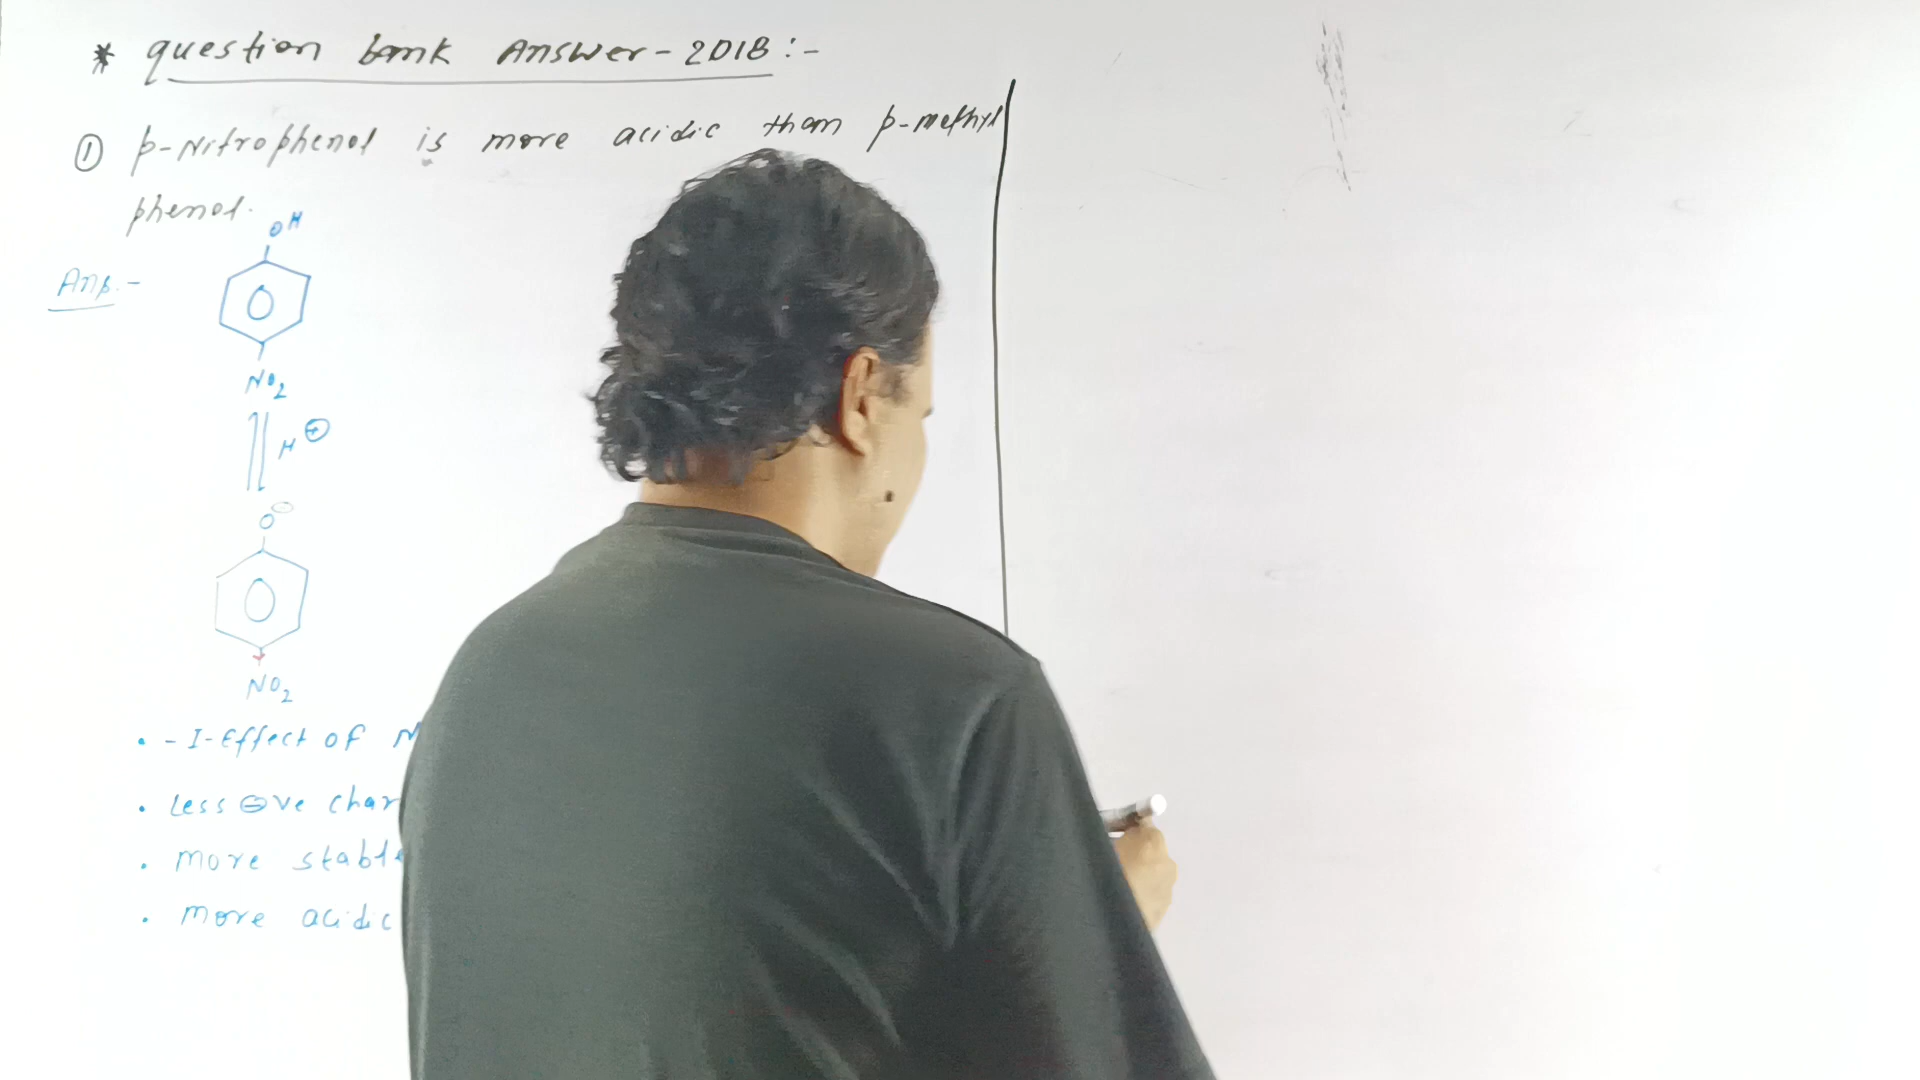 * question bank Answer-2018:-
① p-Nitrophenol is more acidic than p-methyl
phenol.
Ans.-
OH
NO2
H⊕
O⊖
NO2
• -I-Effect of N
• Less ⊖ve char
• more stable
• more acidic